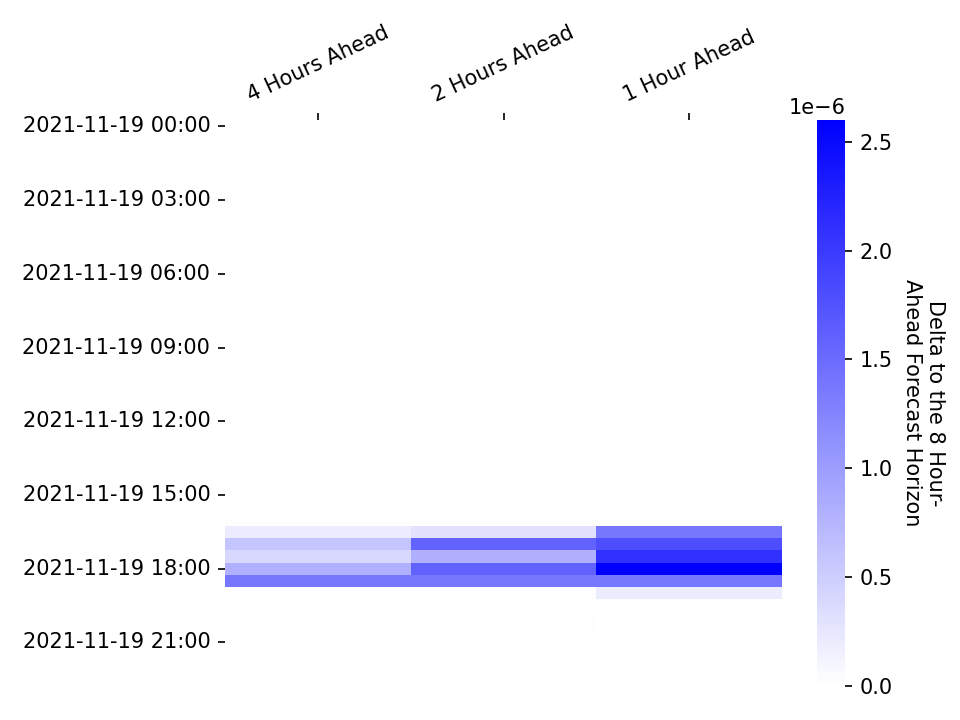 4 Hours Ahead
2 Hours Ahead
1 Hour Ahead
1e−6
2021-11-19 00:00
2021-11-19 03:00
2021-11-19 06:00
2021-11-19 09:00
2021-11-19 12:00
2021-11-19 15:00
2021-11-19 18:00
2021-11-19 21:00
2.5
2.0
1.5
1.0
0.5
0.0
Delta to the 8 Hour-
Ahead Forecast Horizon